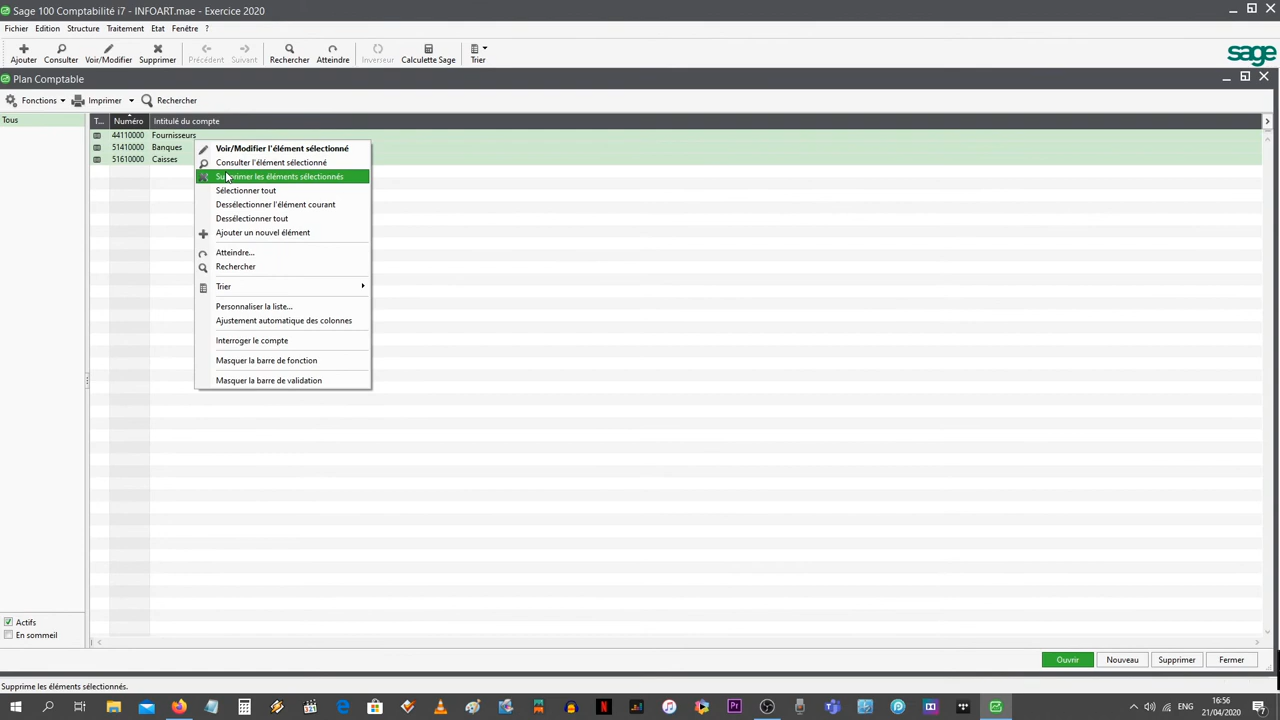 Sage 100 Comptabilité i7 - INFOART.mae - Exercice 2020
Fichier Edition Structure Traitement Etat Fenêtre ?
Ajouter Consulter Voir/Modifier Supprimer Précédent Suivant Rechercher Atteindre Inverseur Calculette Sage Trier
sage
Plan Comptable
Fonctions Imprimer Rechercher
Tous
T... Numéro Intitulé du compte
44110000 Fournisseurs
51410000 Banques
51610000 Caisses
Voir/Modifier l'élément sélectionné
Consulter l'élément sélectionné
Supprimer les éléments sélectionnés
Sélectionner tout
Dessélectionner l'élément courant
Dessélectionner tout
Ajouter un nouvel élément
Atteindre...
Rechercher
Trier
Personnaliser la liste...
Ajustement automatique des colonnes
Interroger le compte
Masquer la barre de fonction
Masquer la barre de validation
Actifs
En sommeil
Ouvrir Nouveau Supprimer Fermer
Supprime les éléments sélectionnés.
16:56
21/04/2020